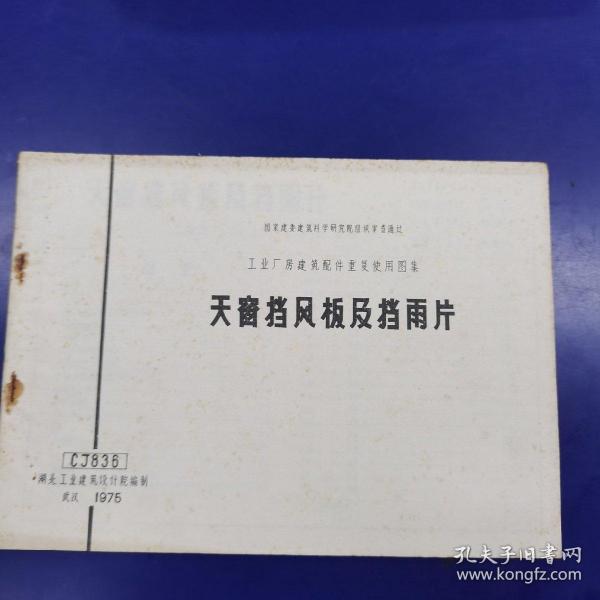 国家建委建筑科学研究院组织审查通过
工业厂房建筑配件重复使用图集
天窗挡风板及挡雨片
CJ836
湖北工业建筑设计院编制
武汉 1975
孔夫子旧书网
www.kongfz.com